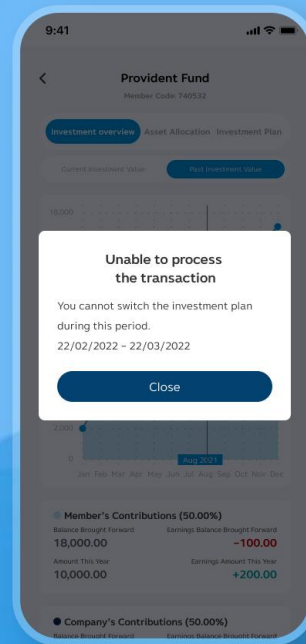 9:41
Provident Fund
Member Code: 740532
Investment overview Asset Allocation Investment Plan
Current Investment Value Past Investment Value
18,000
Unable to process
the transaction
You cannot switch the investment plan
during this period.
22/02/2022 – 22/03/2022
Close
2,000
0
Aug 2021
Jan Feb Mar Apr May Jun Jul Aug Sep Oct Nov Dec
Member's Contributions (50.00%)
Balance Brought Forward Earnings Balance Brought Forward
18,000.00 -100.00
Amount This Year Earnings Amount This Year
10,000.00 +200.00
Company's Contributions (50.00%)
Balance Brought Forward Earnings Balance Brought Forward